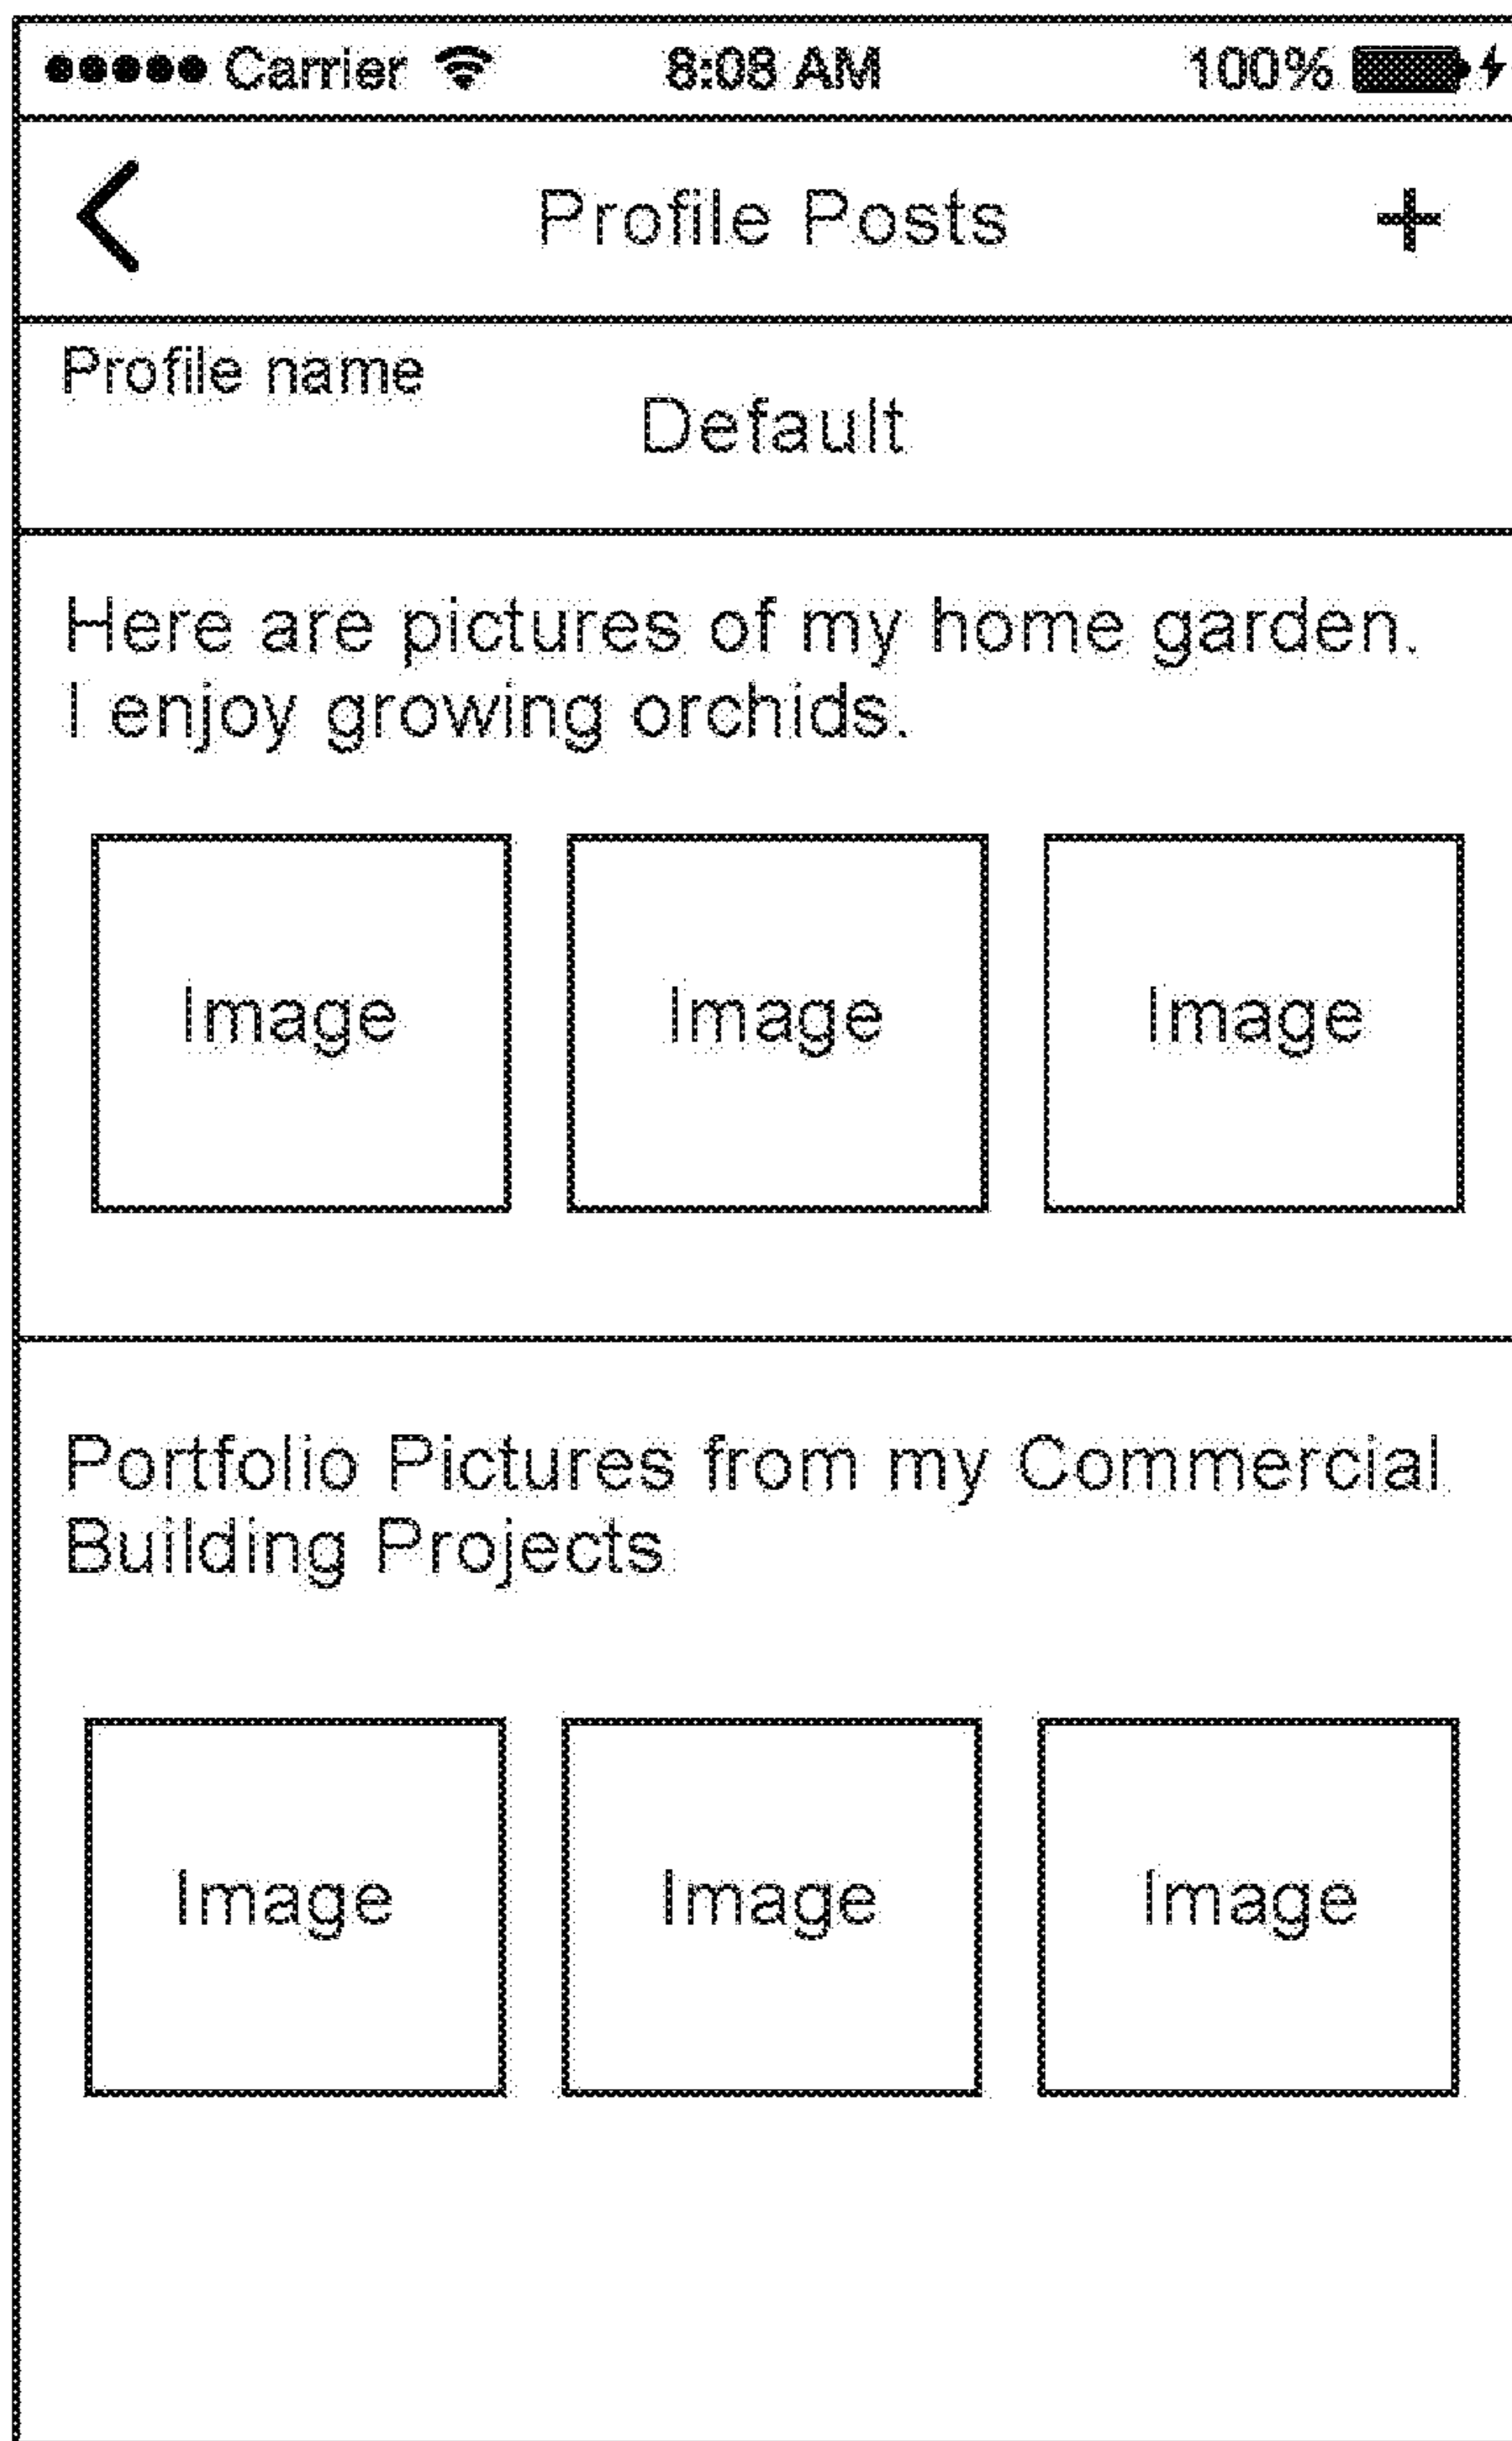 Carrier 8:08 AM 100%
Profile Posts +
Profile name
Default
Here are pictures of my home garden.
I enjoy growing orchids.
Image Image Image
Portfolio Pictures from my Commercial
Building Projects
Image Image Image